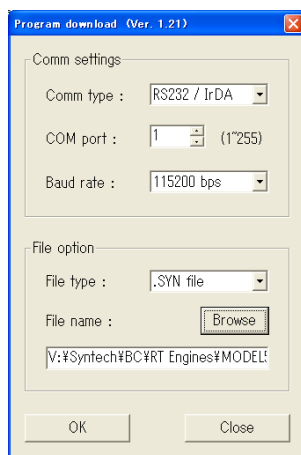 Program download (Ver. 1.21)
Comm settings
Comm type : RS232 / IrDA
COM port : 1 (1~255)
Baud rate : 115200 bps
File option
File type : .SYN file
File name : Browse
V:¥Syntech¥BC¥RT Engines¥MODEL
OK Close